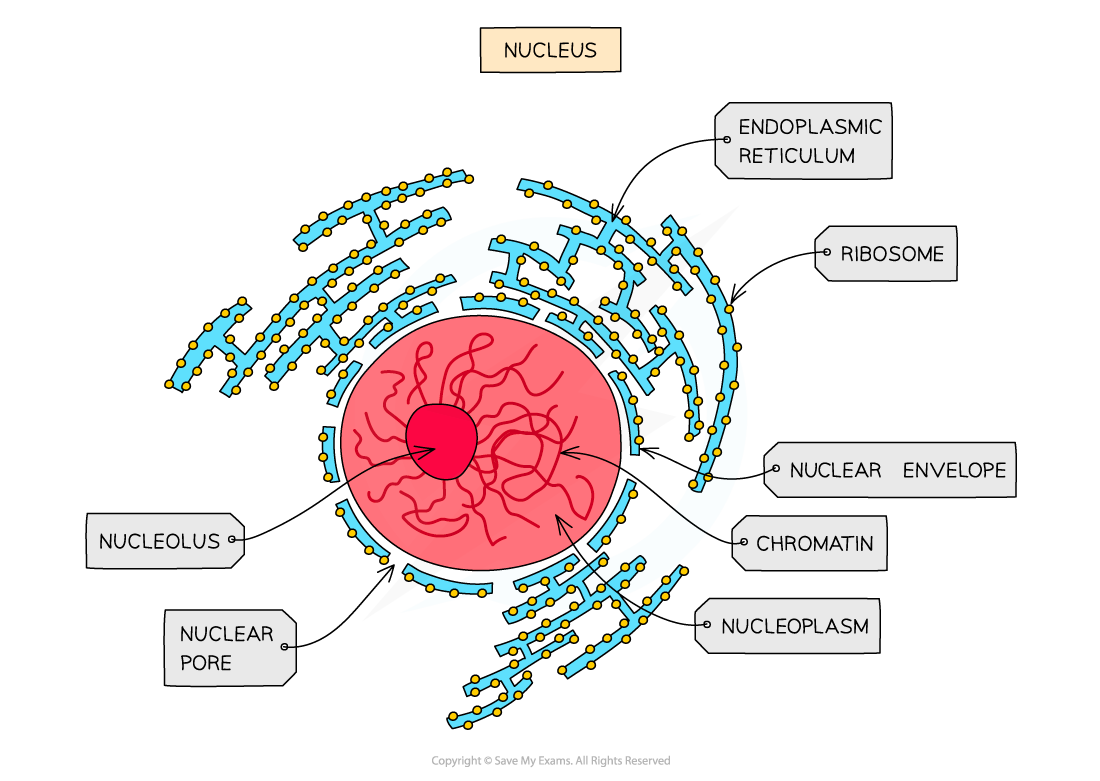 NUCLEUS
ENDOPLASMIC
RETICULUM
RIBOSOME
NUCLEAR ENVELOPE
CHROMATIN
NUCLEOPLASM
NUCLEOLUS
NUCLEAR
PORE
Copyright © Save My Exams. All Rights Reserved